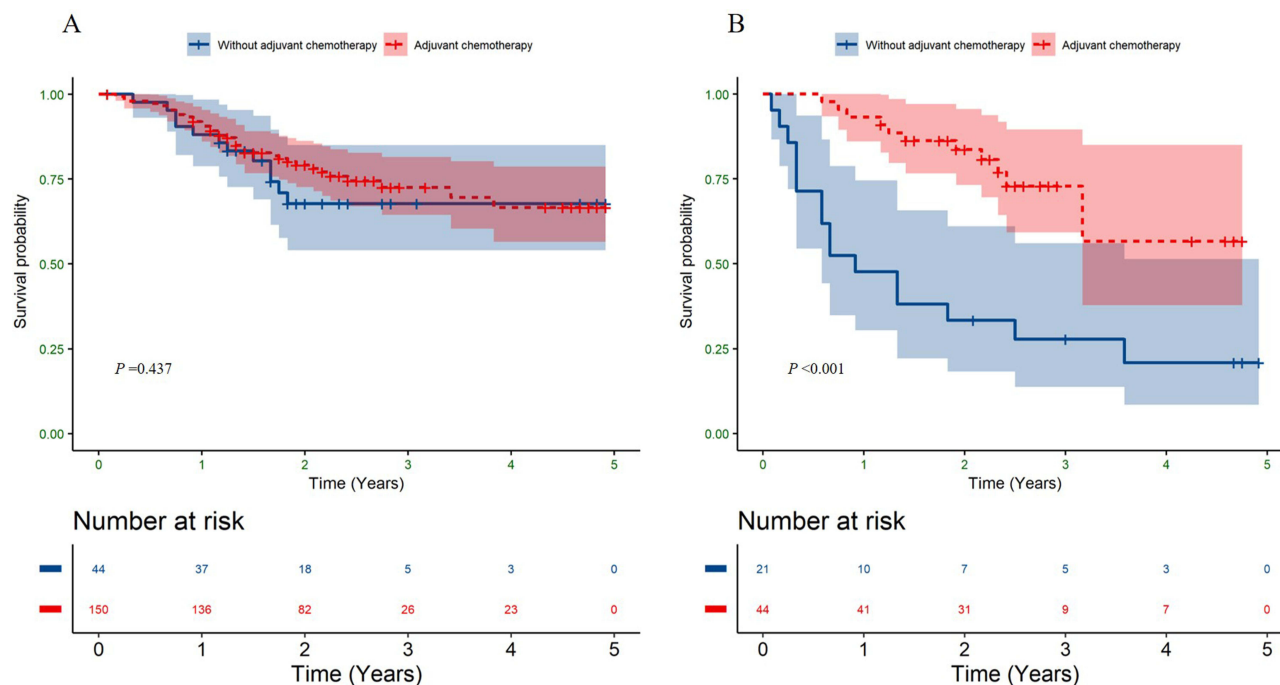 A
Without adjuvant chemotherapy Adjuvant chemotherapy
Survival probability
1.00
0.75
0.50
0.25
0.00
P =0.437
0 1 2 3 4 5
Time (Years)
Number at risk
44 37 18 5 3 0
150 136 82 26 23 0
0 1 2 3 4 5
Time (Years)
B
Without adjuvant chemotherapy Adjuvant chemotherapy
Survival probability
1.00
0.75
0.50
0.25
0.00
P <0.001
0 1 2 3 4 5
Time (Years)
Number at risk
21 10 7 5 3 0
44 41 31 9 7 0
0 1 2 3 4 5
Time (Years)